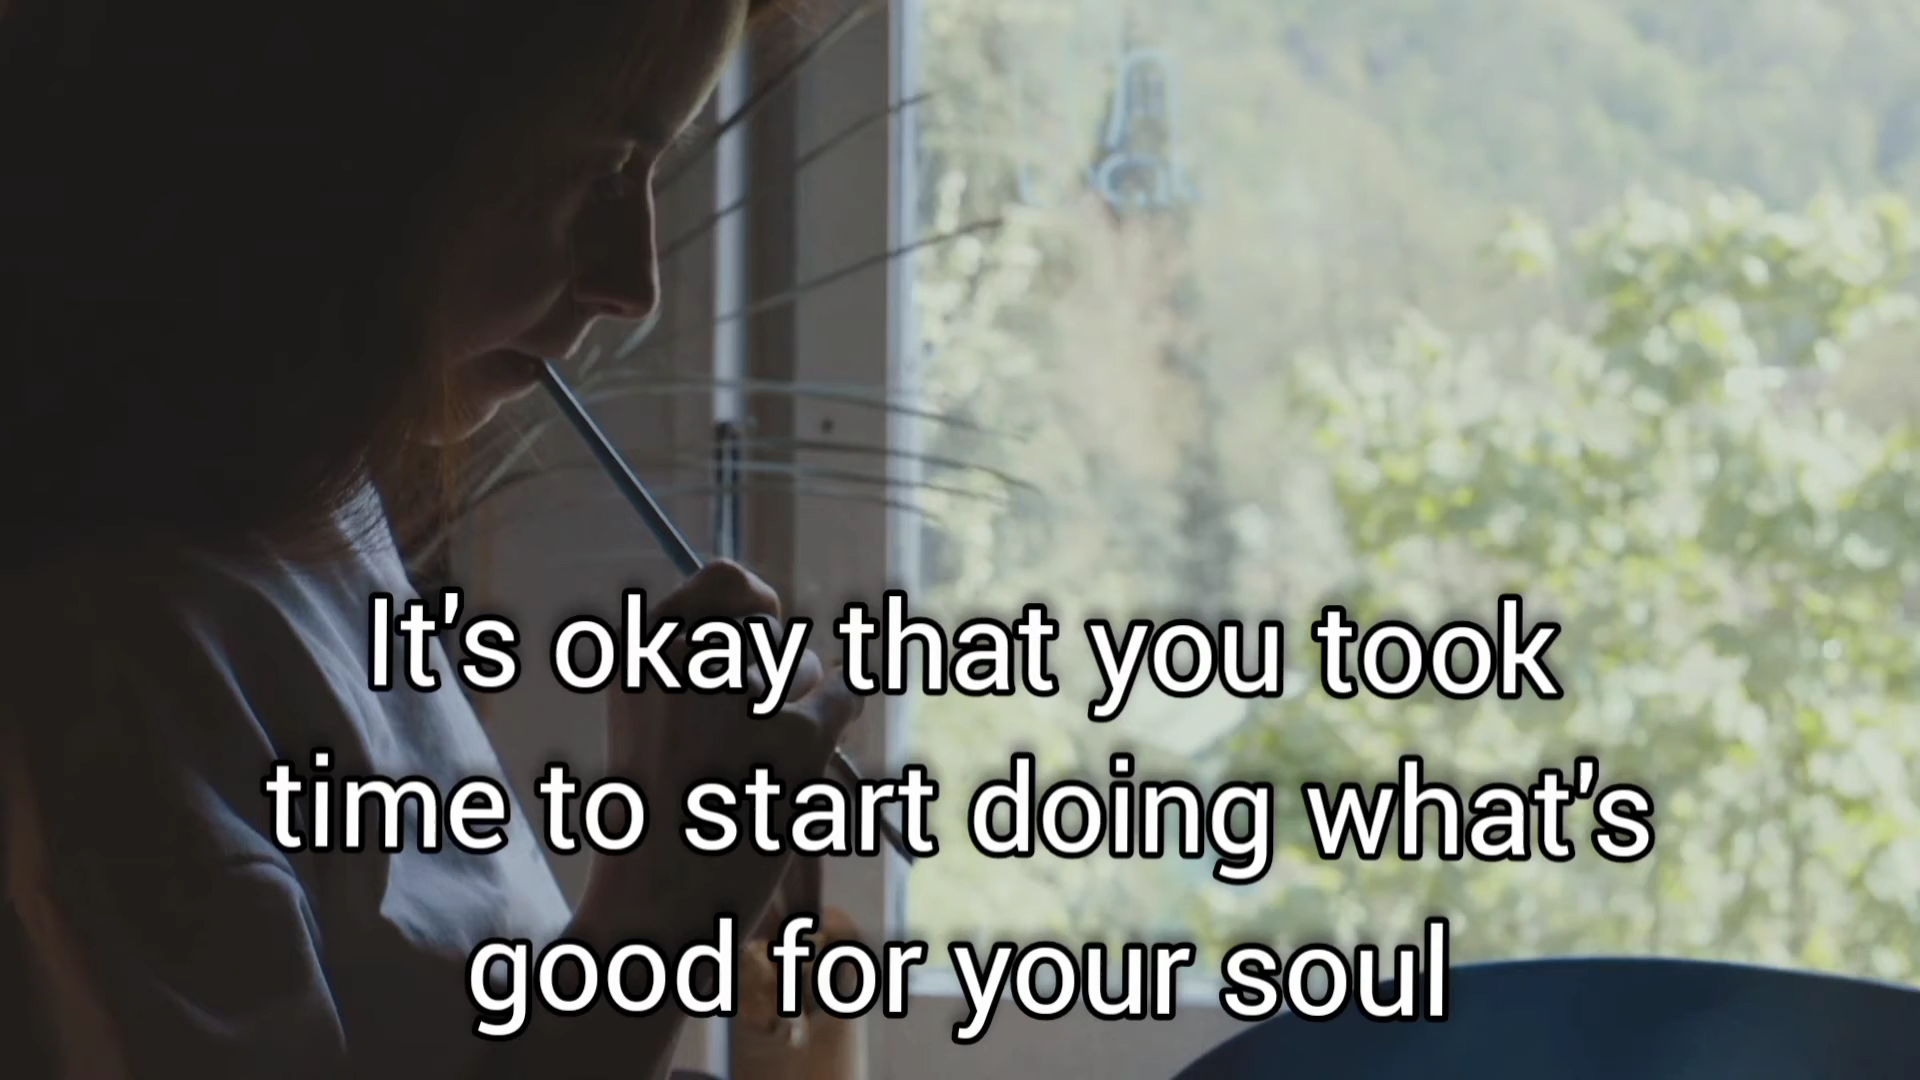 It's okay that you took
time to start doing what's
good for your soul